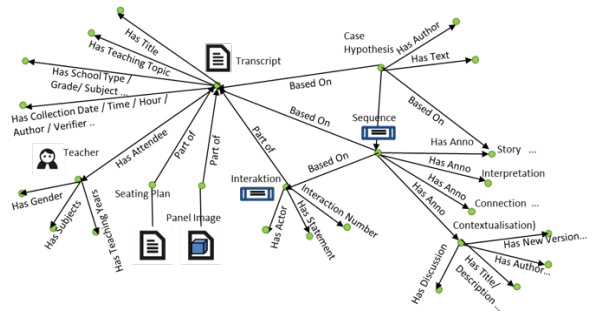 Has Title
Has Teaching Topic
Has School Type /
Grade/ Subject ...
Has Collection Date / Time / Hour /
Author / Verifier ..
Transcript
Case
Hypothesis
Has Author
Has Text
Based On
Based On
Based On
Sequence
Based On
Has Attendee
Part of
Part of
Part of
Teacher
Has Gender
Has Subjects
Has Teaching Years
Seating Plan
Panel Image
Interaktion
Has Actor
Has Statement
Interaction Number
Has Anno
Story ...
Has Anno
Interpretation
Has Anno
Connection ...
Has Anno
Contextualisation)
Has New Version...
Has Author...
Has Title/
Description ...
Has Discussion